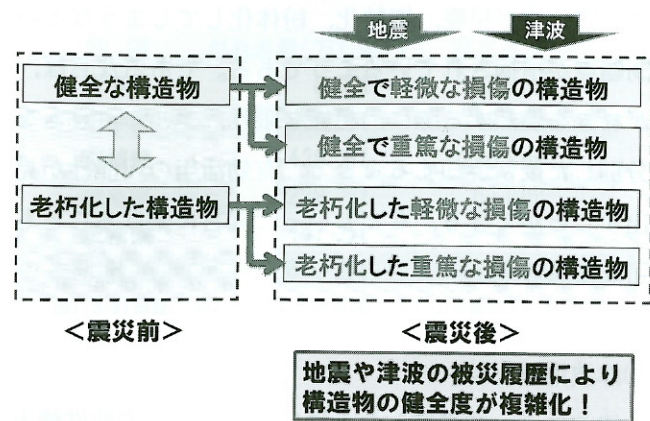 地震
津波
健全な構造物
健全で軽微な損傷の構造物
健全で重篤な損傷の構造物
老朽化した構造物
老朽化した軽微な損傷の構造物
老朽化した重篤な損傷の構造物
＜震災前＞
＜震災後＞
地震や津波の被災履歴により
構造物の健全度が複雑化！